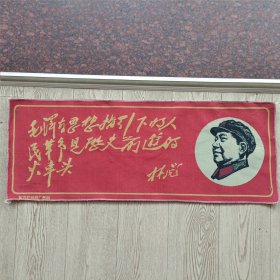 毛泽东思想指引下的人
民革命是历史前进的
火车头
林彪